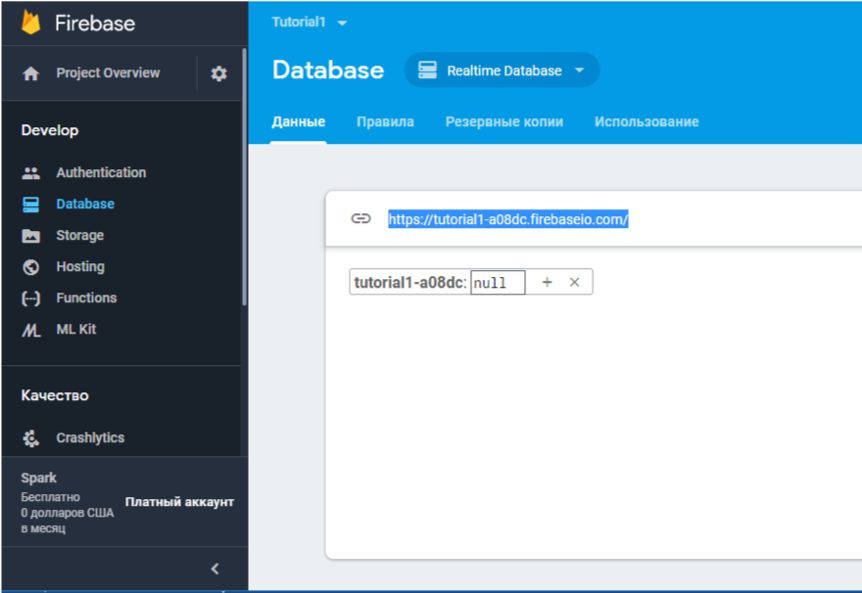 Firebase
Project Overview
Develop
Authentication
Database
Storage
Hosting
Functions
ML Kit
Качество
Crashlytics
Spark
Бесплатно
0 долларов США
в месяц
Платный аккаунт
Tutorial1
Database Realtime Database
Данные Правила Резервные копии Использование
https://tutorial1-a08dc.firebaseio.com/
tutorial1-a08dc: null + ×